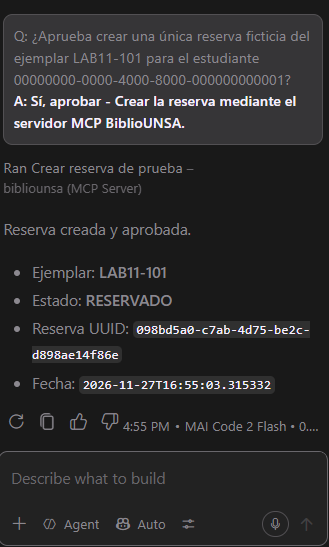 Q: ¿Aprueba crear una única reserva ficticia del
ejemplar LAB11-101 para el estudiante
00000000-0000-4000-8000-000000000001?
A: Sí, aprobar - Crear la reserva mediante el
servidor MCP BiblioUNSA.
Ran Crear reserva de prueba –
bibliounsa (MCP Server)
Reserva creada y aprobada.
• Ejemplar: LAB11-101
• Estado: RESERVADO
• Reserva UUID: 098bd5a0-c7ab-4d75-be2c-
d898ae14f86e
• Fecha: 2026-11-27T16:55:03.315332
4:55 PM • MAI Code 2 Flash • 0....
Describe what to build
Agent Auto